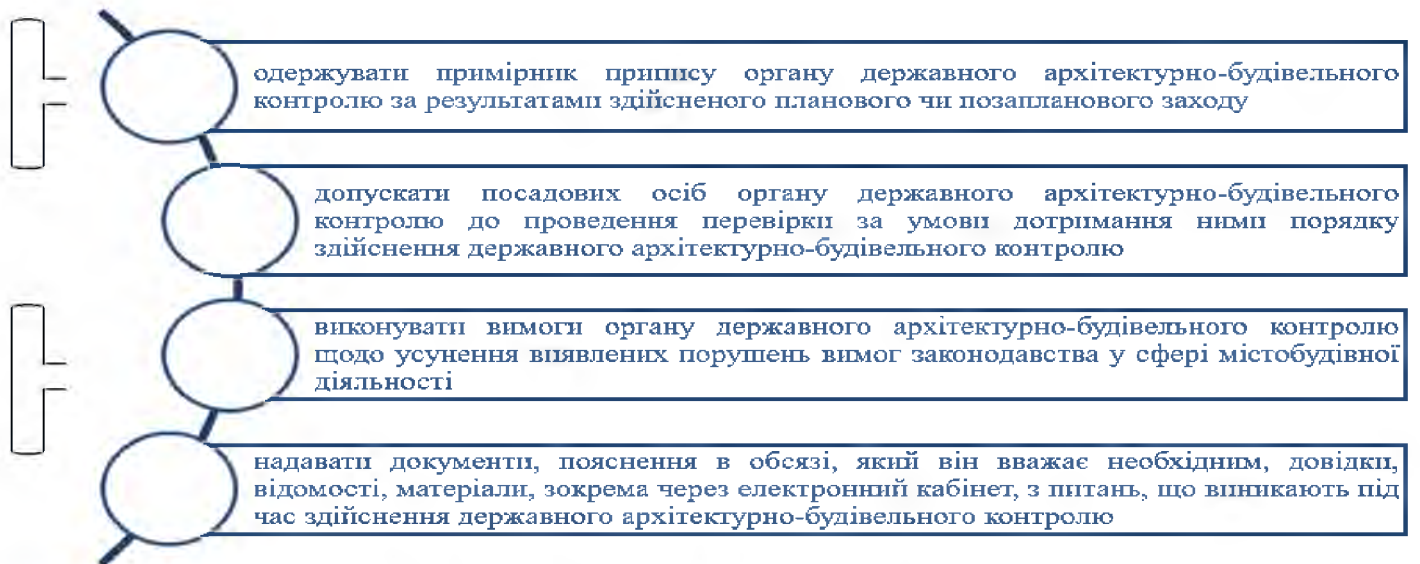 одержувати примірник припису органу державного архітектурно-будівельного
контролю за результатами здійсненого планового чи позапланового заходу
допускати посадових осіб органу державного архітектурно-будівельного
контролю до проведення перевірки за умови дотримання ними порядку
здійснення державного архітектурно-будівельного контролю
виконувати вимоги органу державного архітектурно-будівельного контролю
щодо усунення виявлених порушень вимог законодавства у сфері містобудівної
діяльності
надавати документи, пояснення в обсязі, який він вважає необхідним, довідки,
відомості, матеріали, зокрема через електронний кабінет, з питань, що виникають під
час здійснення державного архітектурно-будівельного контролю